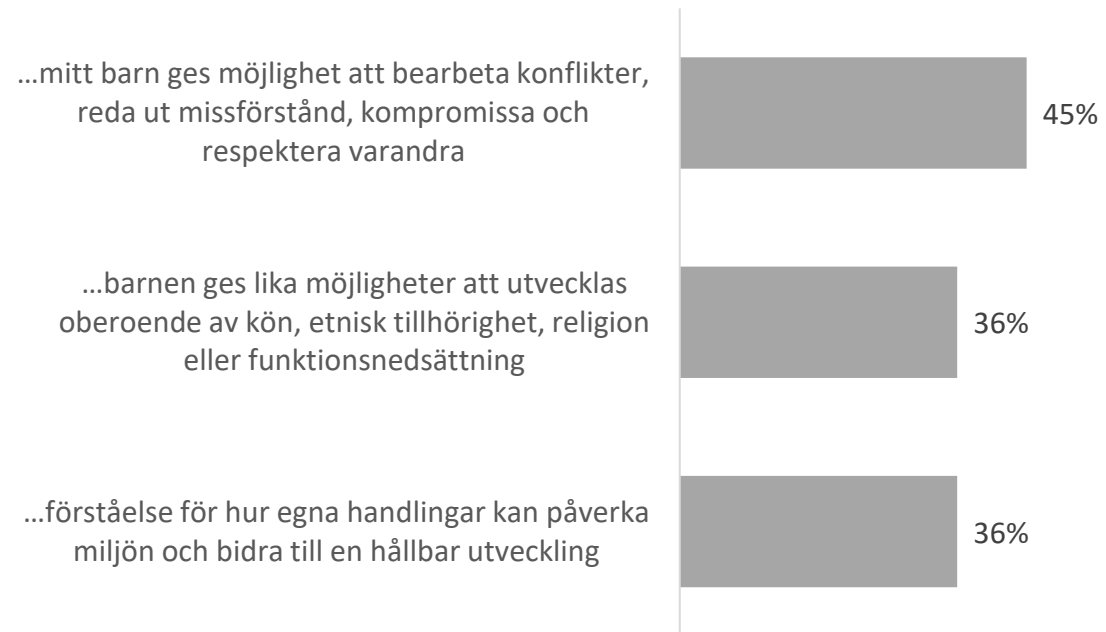 …mitt barn ges möjlighet att bearbeta konflikter,
reda ut missförstånd, kompromissa och
respektera varandra
45%
…barnen ges lika möjligheter att utvecklas
oberoende av kön, etnisk tillhörighet, religion
eller funktionsnedsättning
36%
…förståelse för hur egna handlingar kan påverka
miljön och bidra till en hållbar utveckling
36%